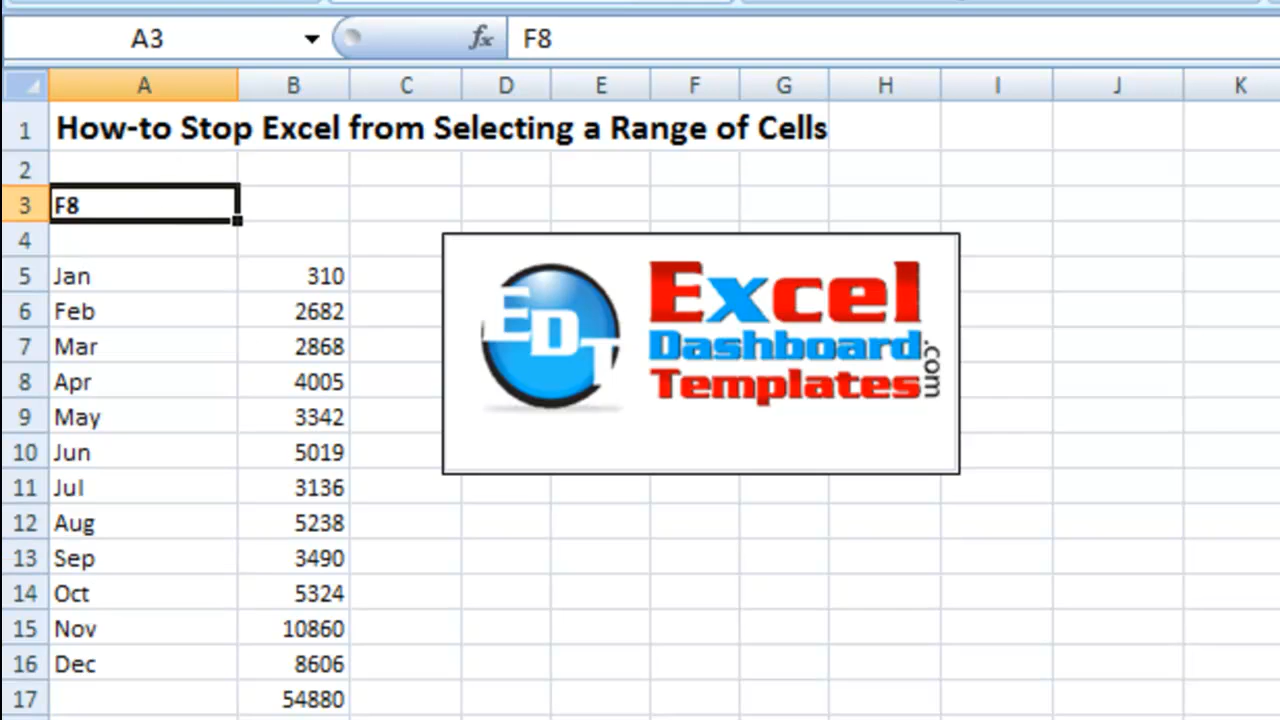 A3 fx F8
A B C D E F G H I J K
1 How-to Stop Excel from Selecting a Range of Cells
2
3 F8
4
5 Jan 310
6 Feb 2682
7 Mar 2868
8 Apr 4005
9 May 3342
10 Jun 5019
11 Jul 3136
12 Aug 5238
13 Sep 3490
14 Oct 5324
15 Nov 10860
16 Dec 8606
17 54880
EDT
Excel
Dashboard
Templates
.com